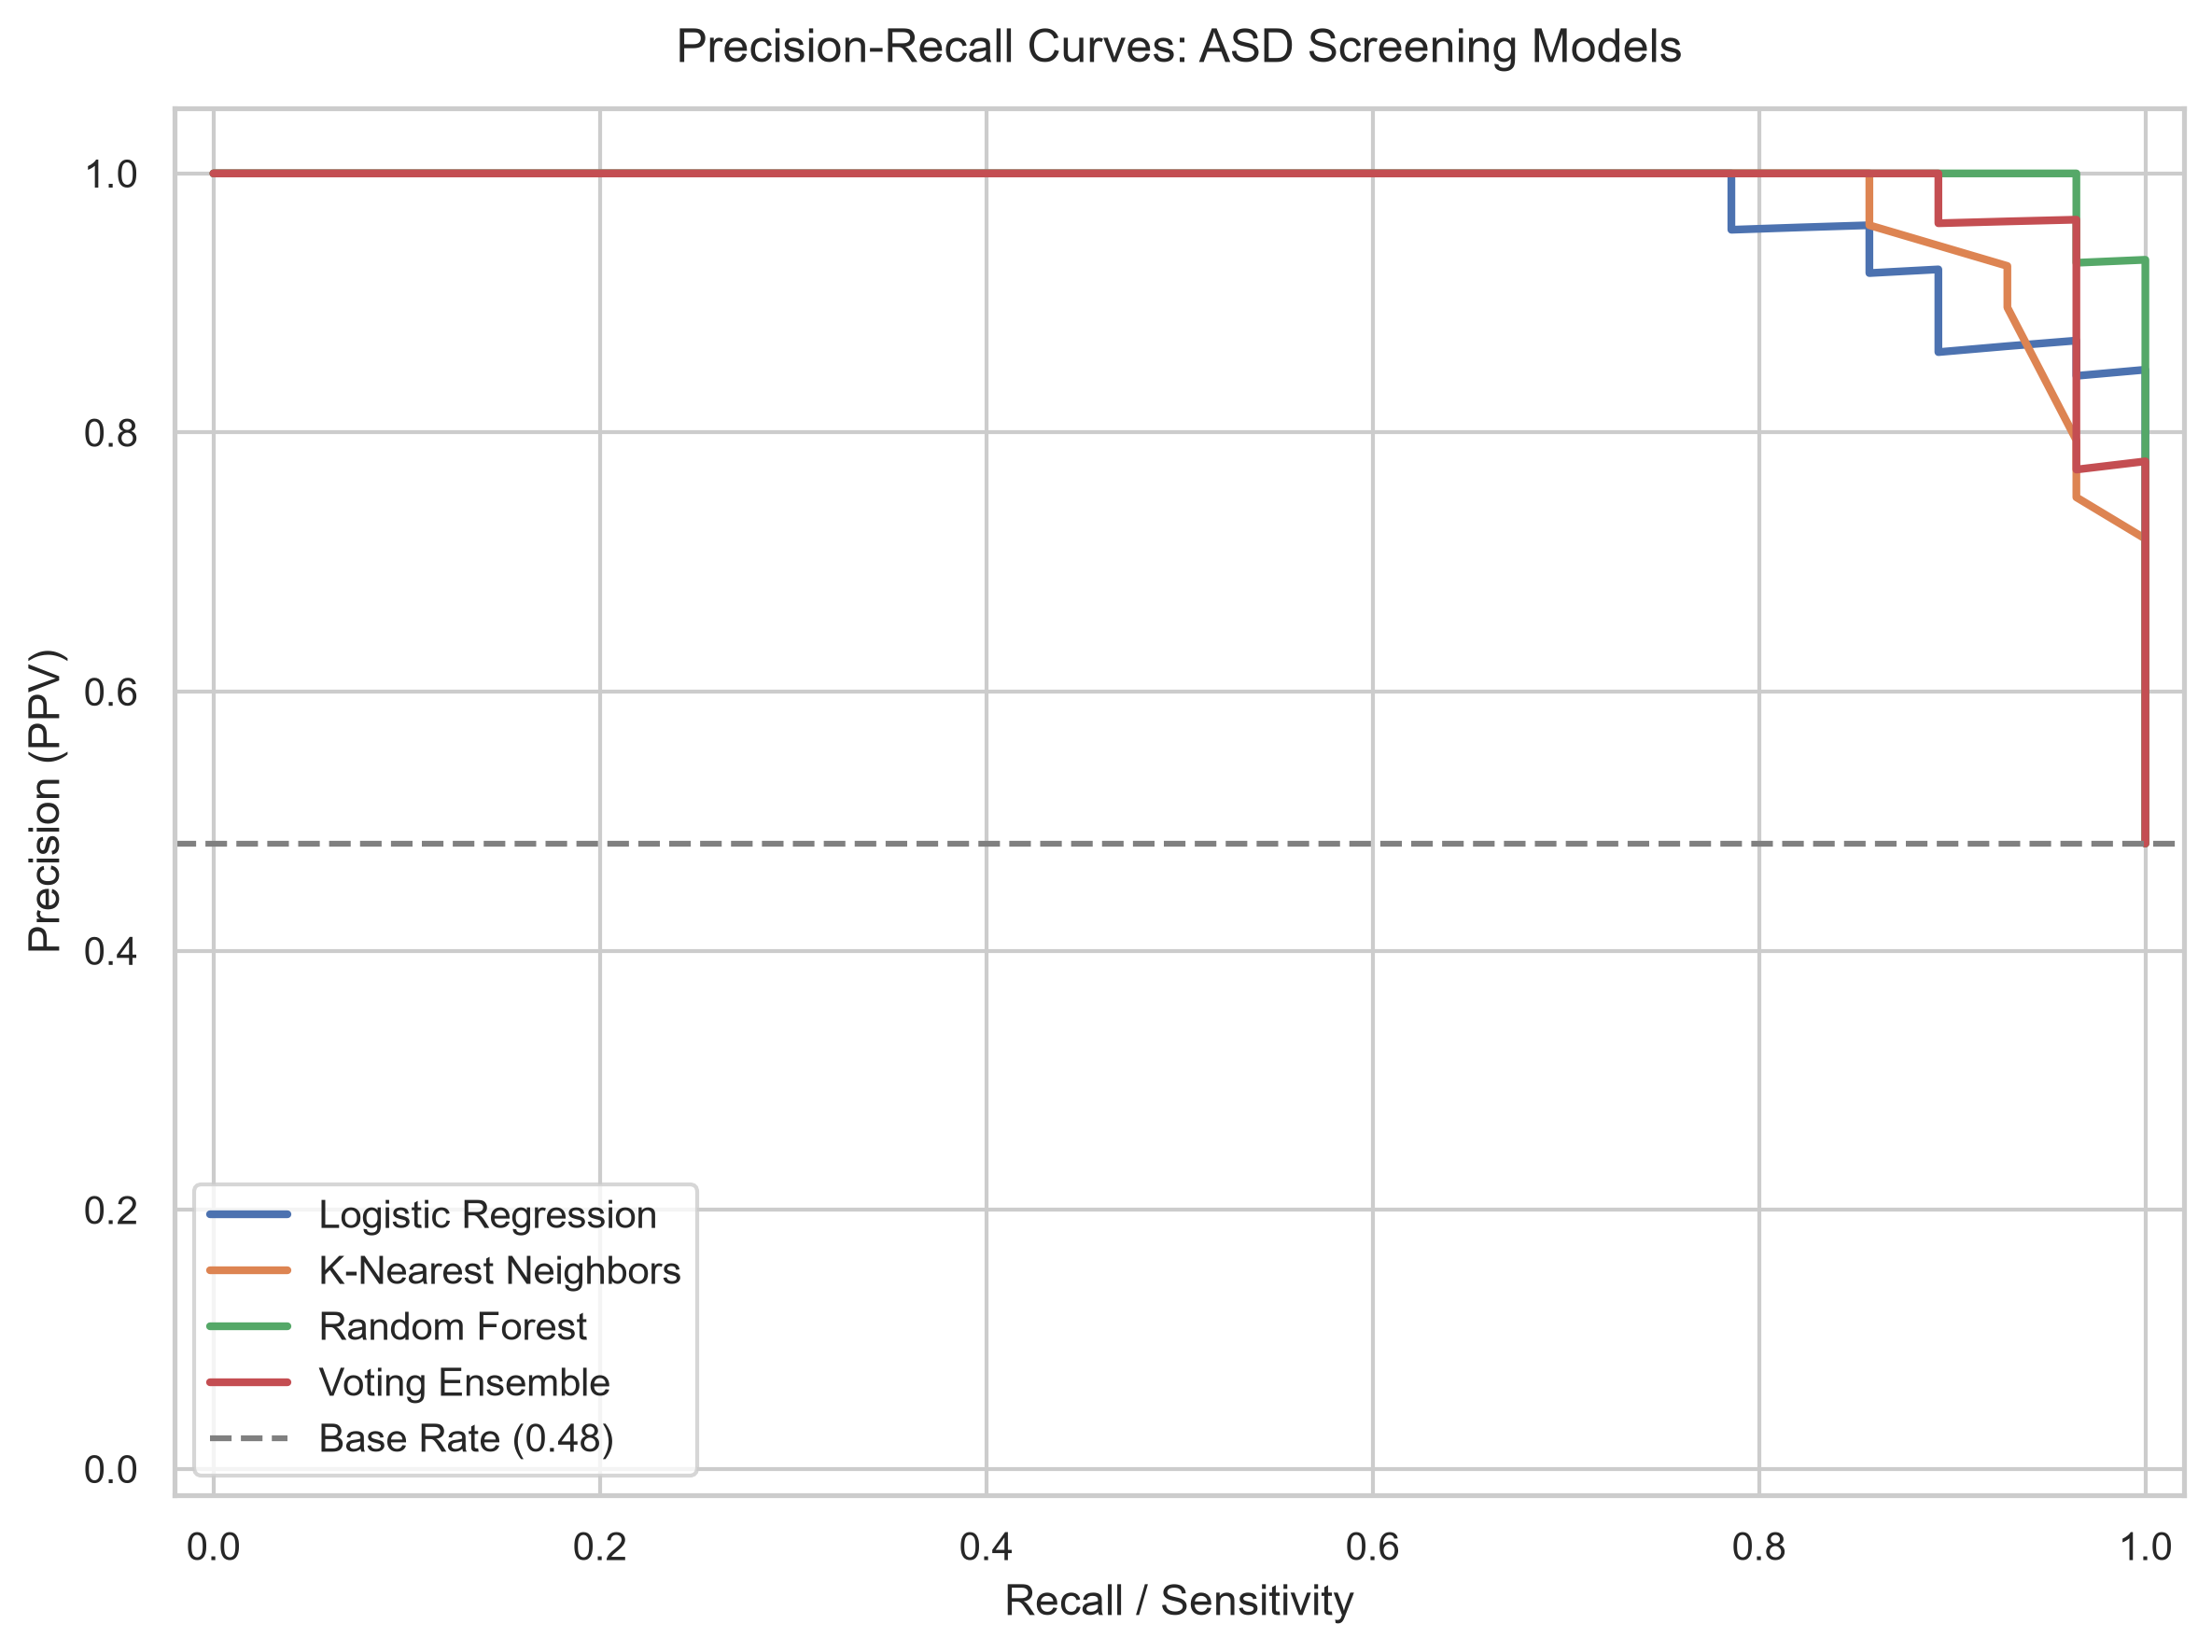 Precision-Recall Curves: ASD Screening Models
Precision (PPV)
1.0
0.8
0.6
0.4
0.2
0.0
Logistic Regression
K-Nearest Neighbors
Random Forest
Voting Ensemble
Base Rate (0.48)
0.0 0.2 0.4 0.6 0.8 1.0
Recall / Sensitivity